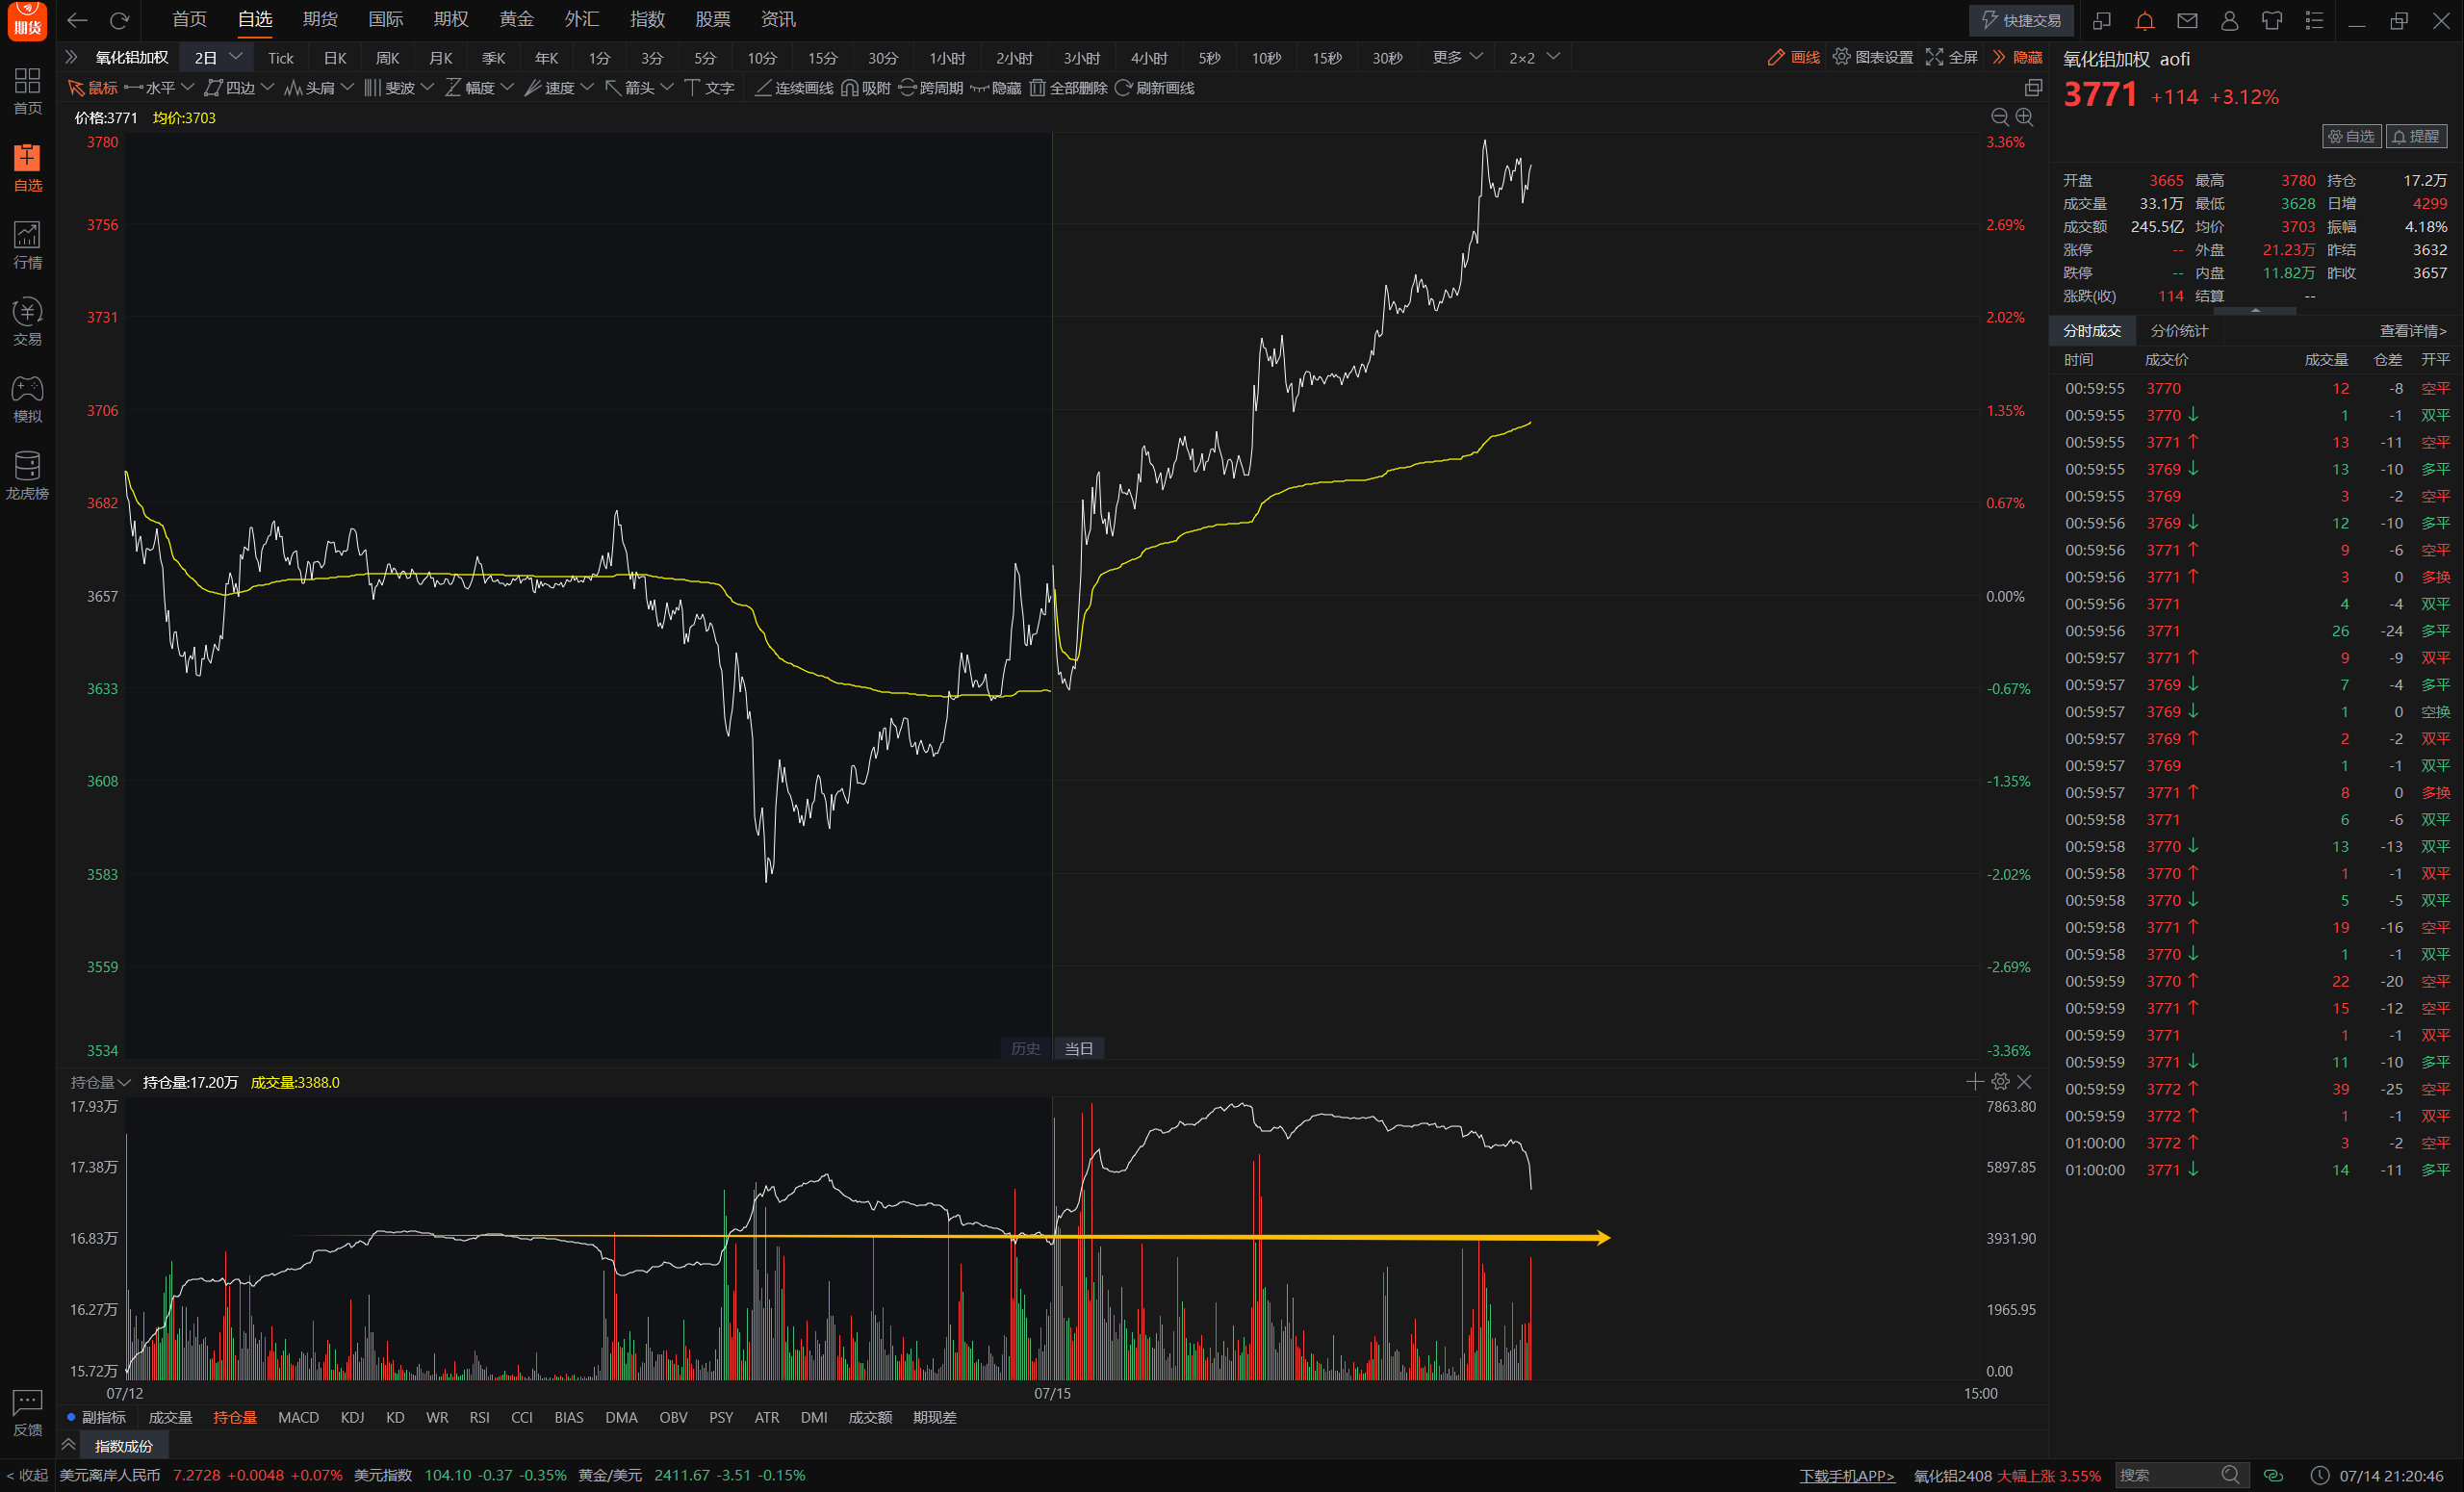 期货 首页 自选 期货 国际 期权 黄金 外汇 指数 股票 资讯 快捷交易
氧化铝加权 2日 Tick 日K 周K 月K 季K 年K 1分 3分 5分 10分 15分 30分 1小时 2小时 3小时 4小时 5秒 10秒 15秒 30秒 更多 2×2 画线 图表设置 全屏 隐藏
鼠标 水平 四边 头肩 斐波 幅度 速度 箭头 文字 连续画线 吸附 跨周期 隐藏 全部删除 刷新画线
首页
自选
行情
交易
模拟
龙虎榜
反馈
< 收起
价格:3771 均价:3703
3780 3.36%
3756 2.69%
3731 2.02%
3706 1.35%
3682 0.67%
3657 0.00%
3633 -0.67%
3608 -1.35%
3583 -2.02%
3559 -2.69%
3534 -3.36%
历史 当日
持仓量 持仓量:17.20万 成交量:3388.0
17.93万 7863.80
17.38万 5897.85
16.83万 3931.90
16.27万 1965.95
15.72万 0.00
07/12 07/15 15:00
副指标 成交量 持仓量 MACD KDJ KD WR RSI CCI BIAS DMA OBV PSY ATR DMI 成交额 期现差
指数成份
氧化铝加权 aofi
3771 +114 +3.12%
自选 提醒
开盘 3665 最高 3780 持仓 17.2万
成交量 33.1万 最低 3628 日增 4299
成交额 245.5亿 均价 3703 振幅 4.18%
涨停 -- 外盘 21.23万 昨结 3632
跌停 -- 内盘 11.82万 昨收 3657
涨跌(收) 114 结算 --
分时成交 分价统计 查看详情>
时间 成交价 成交量 仓差 开平
00:59:55 3770 12 -8 空平
00:59:55 3770 ↓ 1 -1 双平
00:59:55 3771 ↑ 13 -11 空平
00:59:55 3769 ↓ 13 -10 多平
00:59:55 3769 3 -2 空平
00:59:56 3769 ↓ 12 -10 多平
00:59:56 3771 ↑ 9 -6 空平
00:59:56 3771 ↑ 3 0 多换
00:59:56 3771 4 -4 双平
00:59:56 3771 26 -24 多平
00:59:57 3771 ↑ 9 -9 双平
00:59:57 3769 ↓ 7 -4 多平
00:59:57 3769 ↓ 1 0 空换
00:59:57 3769 ↑ 2 -2 双平
00:59:57 3769 1 -1 双平
00:59:57 3771 ↑ 8 0 多换
00:59:58 3771 6 -6 双平
00:59:58 3770 ↓ 13 -13 双平
00:59:58 3770 ↑ 1 -1 双平
00:59:58 3770 ↓ 5 -5 双平
00:59:58 3771 ↑ 19 -16 空平
00:59:58 3770 ↓ 1 -1 双平
00:59:59 3770 ↑ 22 -20 空平
00:59:59 3771 ↑ 15 -12 空平
00:59:59 3771 1 -1 双平
00:59:59 3771 ↓ 11 -10 多平
00:59:59 3772 ↑ 39 -25 空平
00:59:59 3772 ↑ 1 -1 双平
01:00:00 3772 ↑ 3 -2 空平
01:00:00 3771 ↓ 14 -11 多平
美元离岸人民币 7.2728 +0.0048 +0.07% 美元指数 104.10 -0.37 -0.35% 黄金/美元 2411.67 -3.51 -0.15% 下载手机APP> 氧化铝2408 大幅上涨 3.55% 搜索 07/14 21:20:46